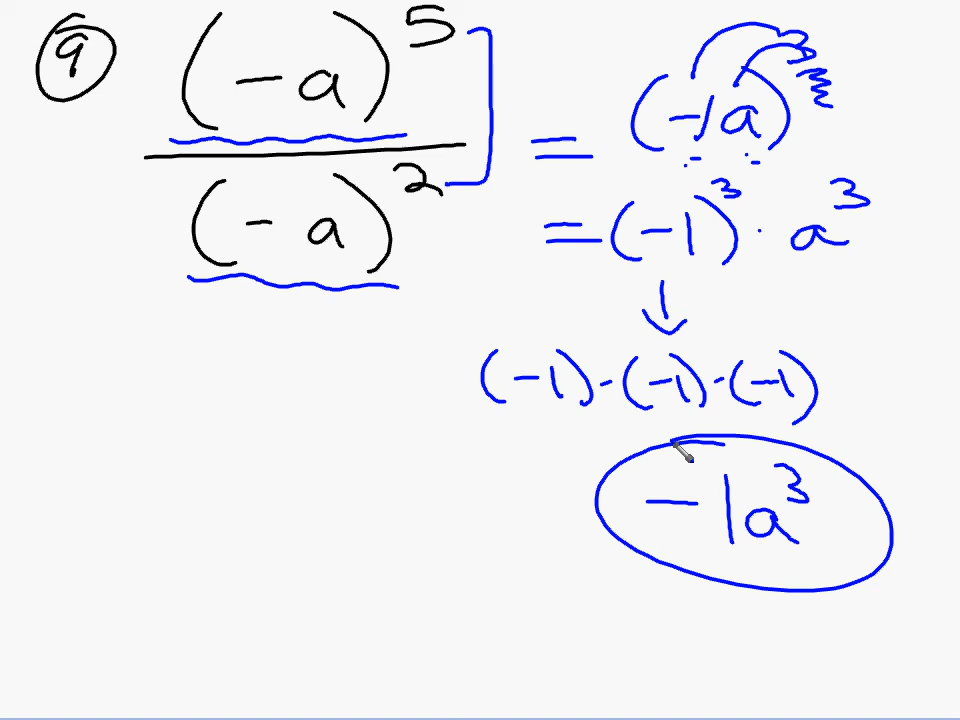 9 (-a)^5
(-a)^2
= (-1a)^3
= (-1)^3 · a^3
↓
(-1)·(-1)·(-1)
-1a^3